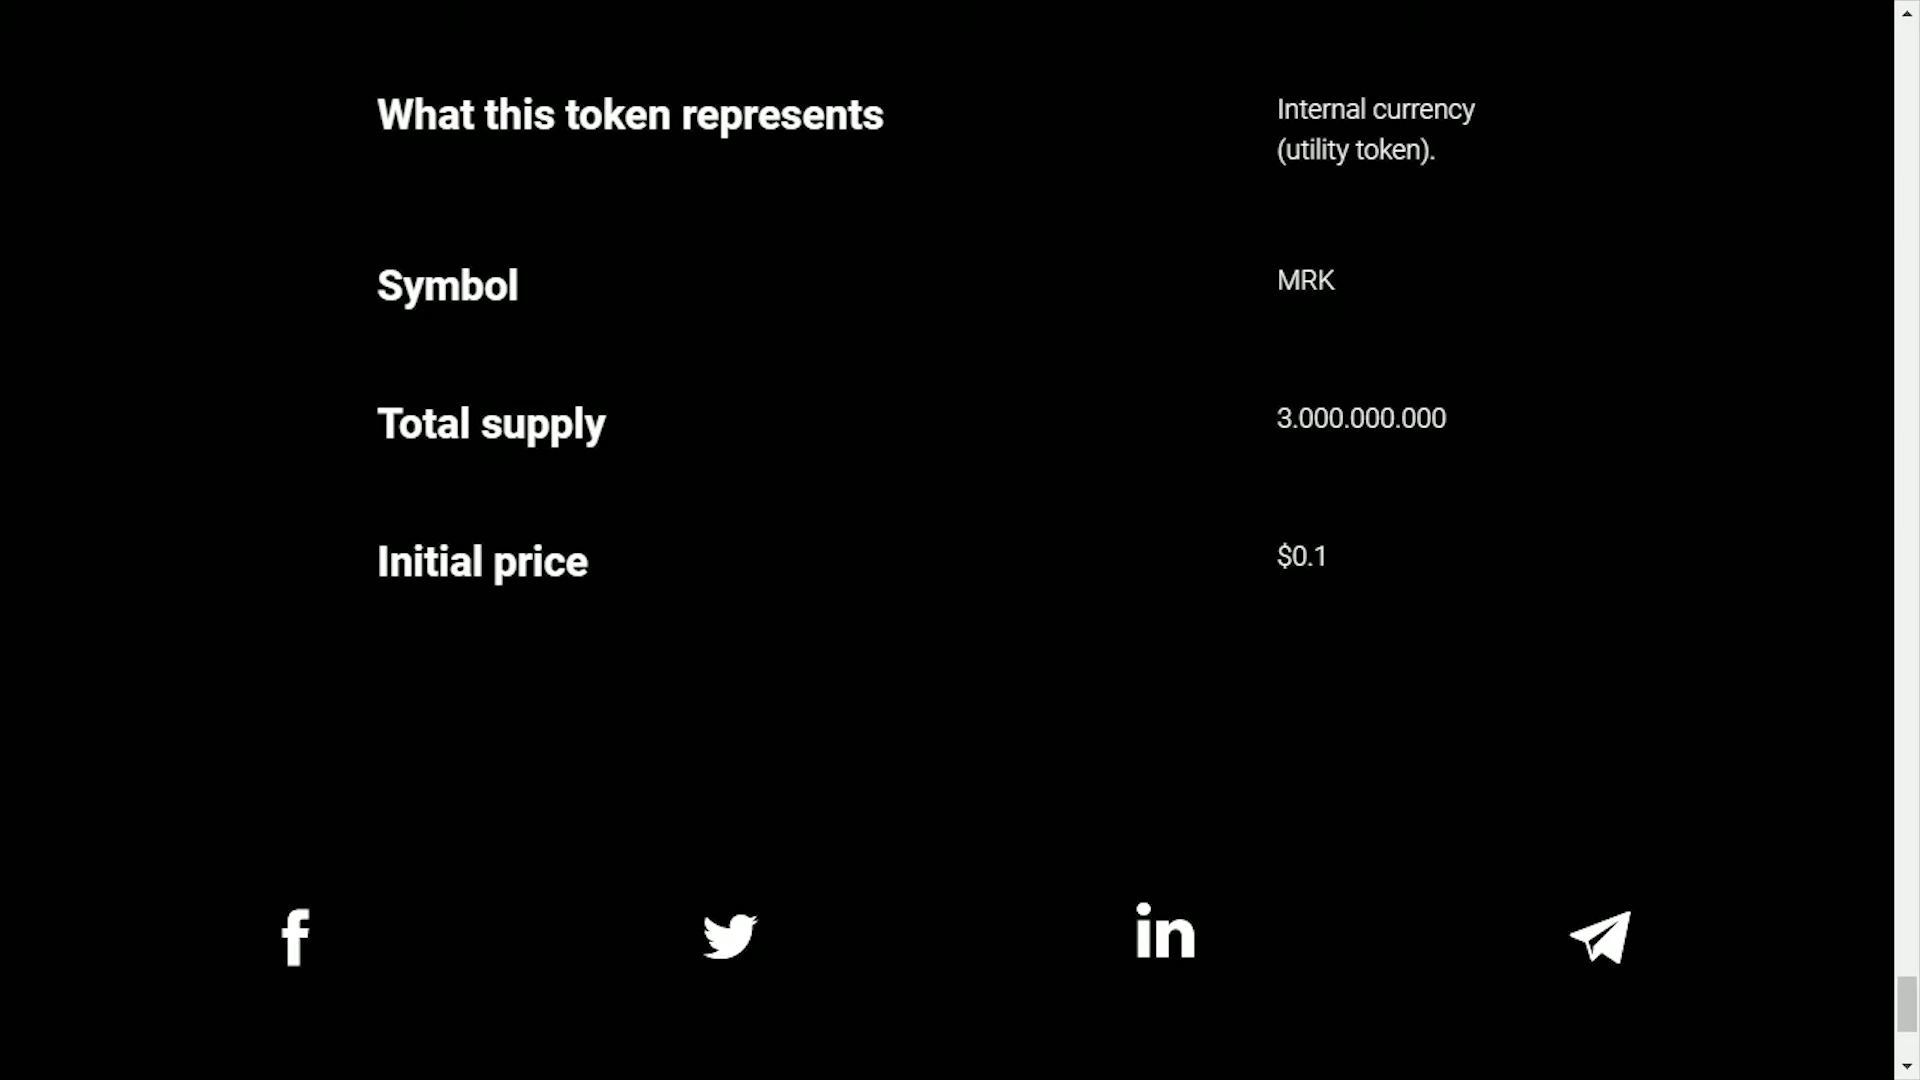 What this token represents
Internal currency
(utility token).
Symbol
MRK
Total supply
3.000.000.000
Initial price
$0.1